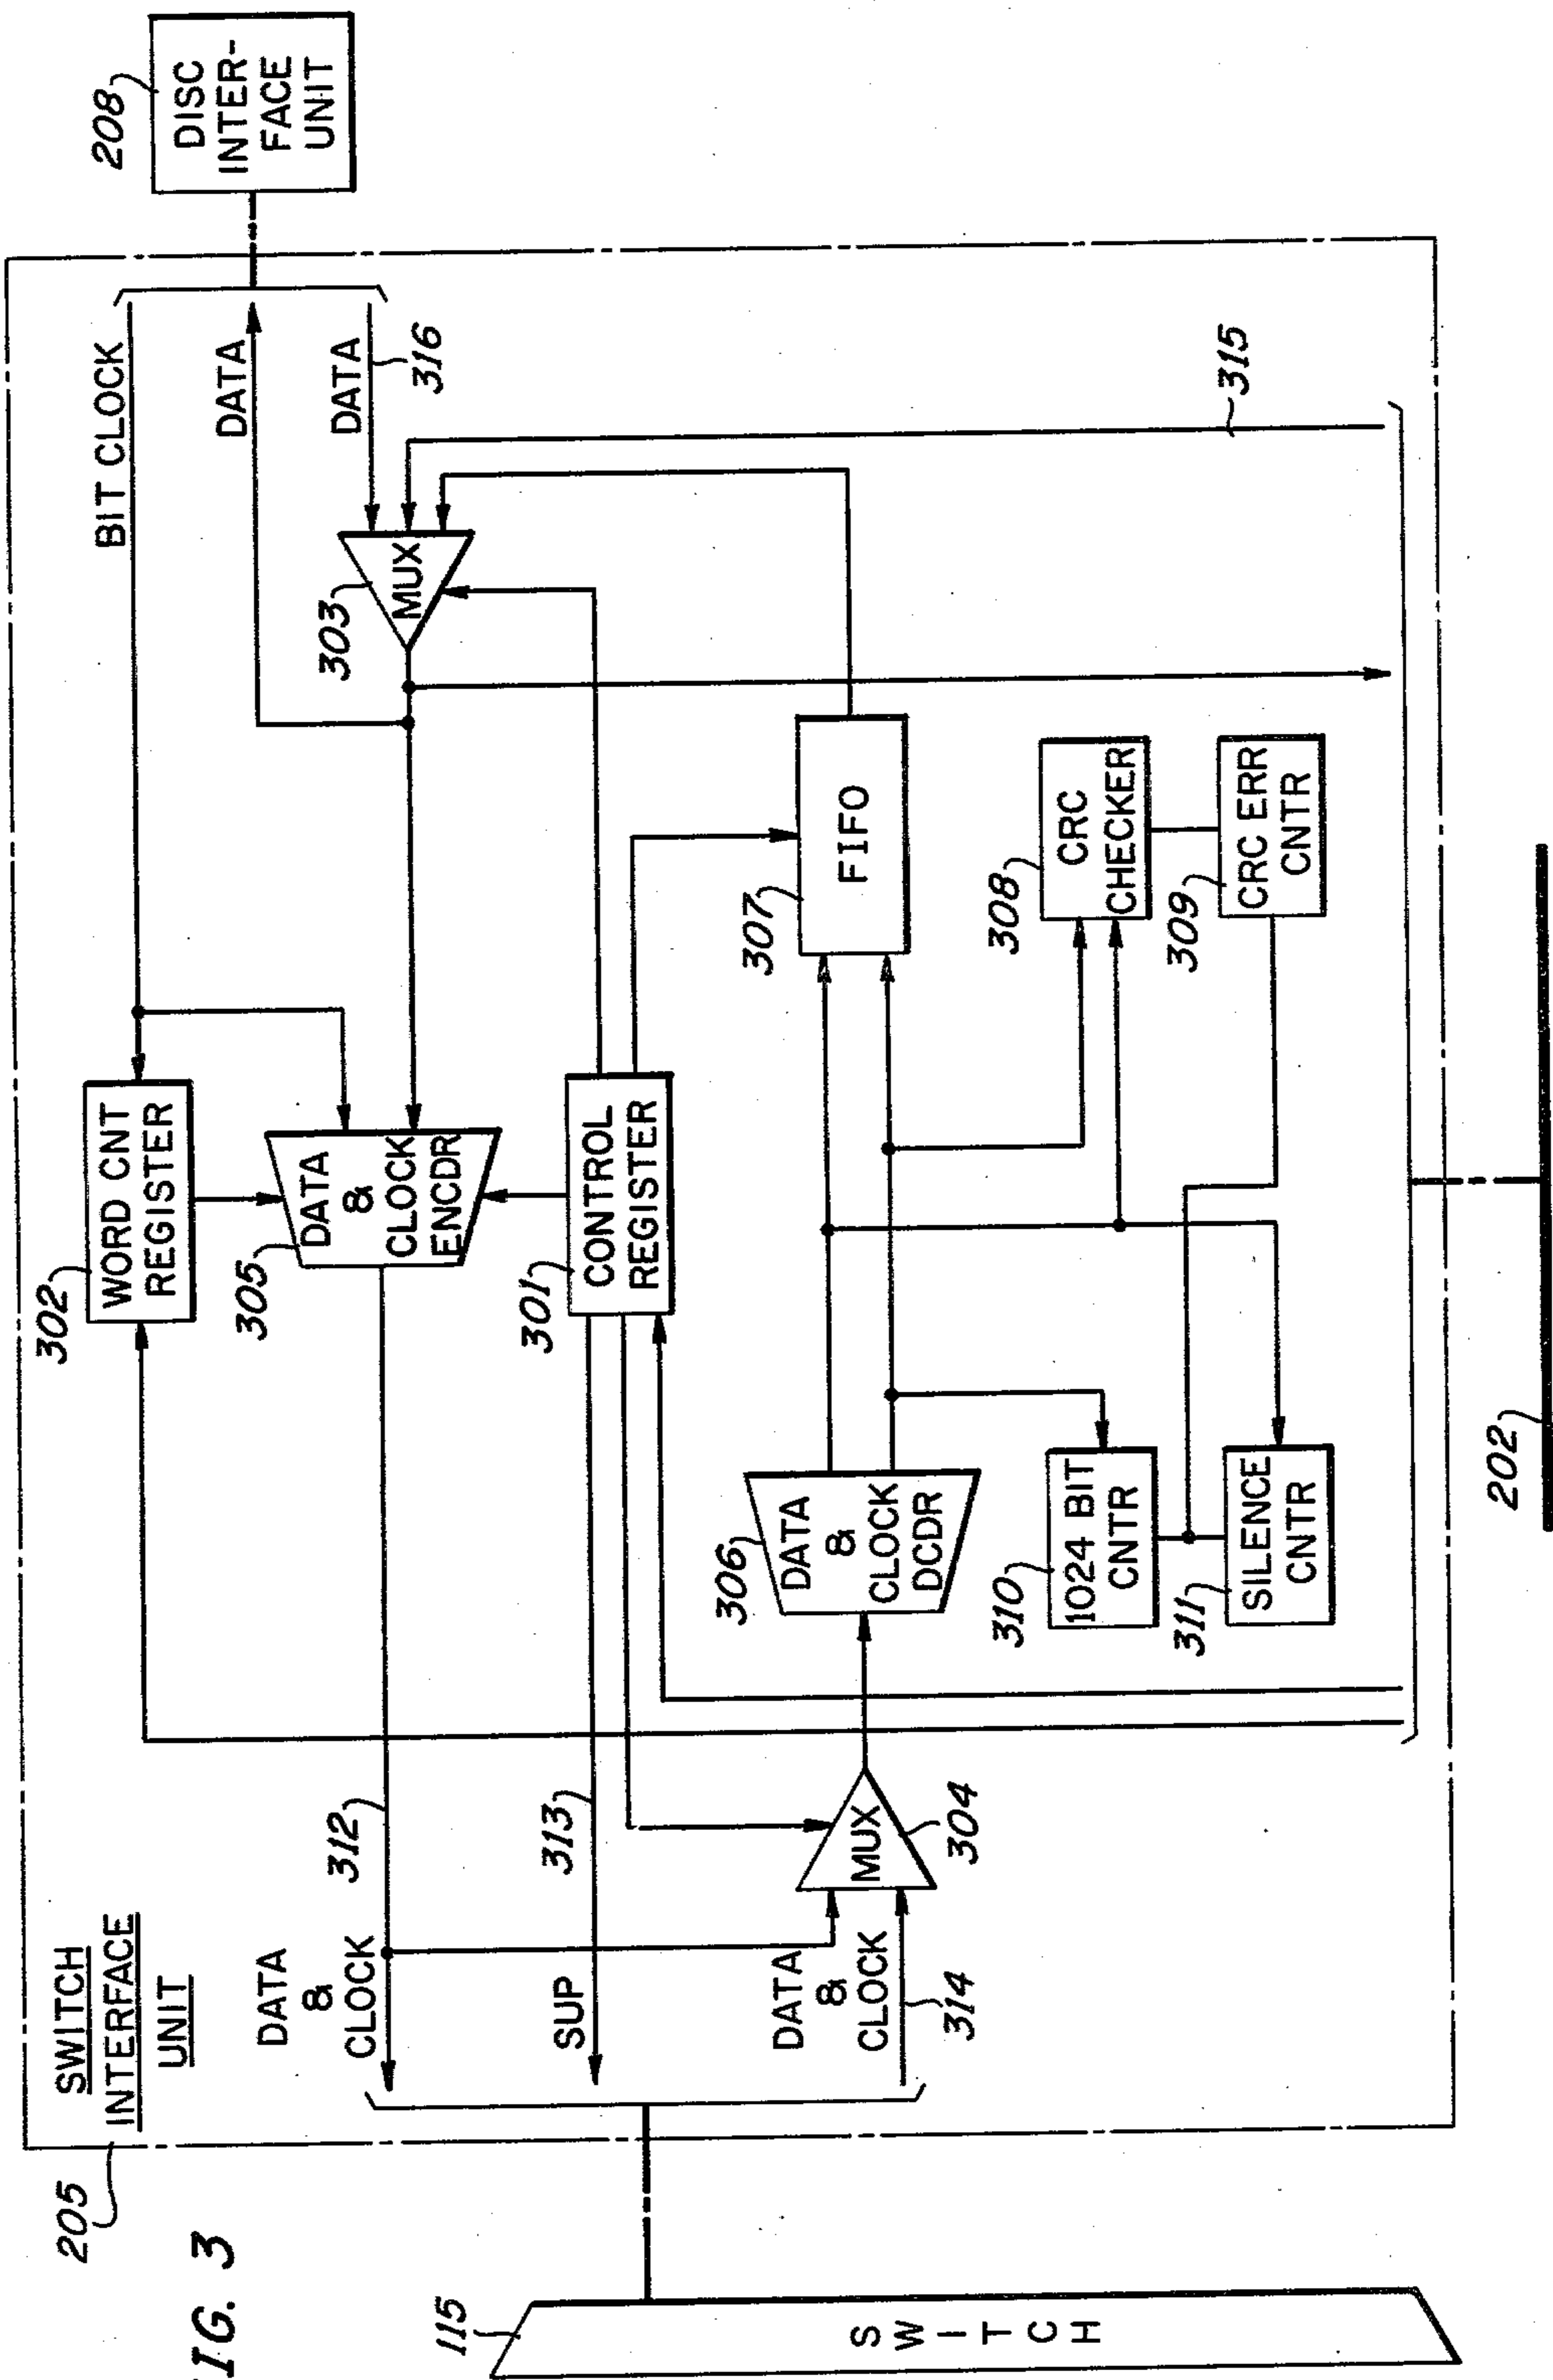 FIG. 3
205
SWITCH
INTERFACE
UNIT
115
SWITCH
DATA
&
CLOCK
312
SUP
313
DATA
&
CLOCK
314
MUX
304
302
WORD CNT
REGISTER
305
DATA
&
CLOCK
ENCDR
301
CONTROL
REGISTER
306
DATA
&
CLOCK
DCDR
310
1024 BIT
CNTR
311
SILENCE
CNTR
307
FIFO
308
CRC
CHECKER
309
CRC ERR
CNTR
303
MUX
BIT CLOCK
DATA
DATA
316
315
208
DISC
INTER-
FACE
UNIT
202